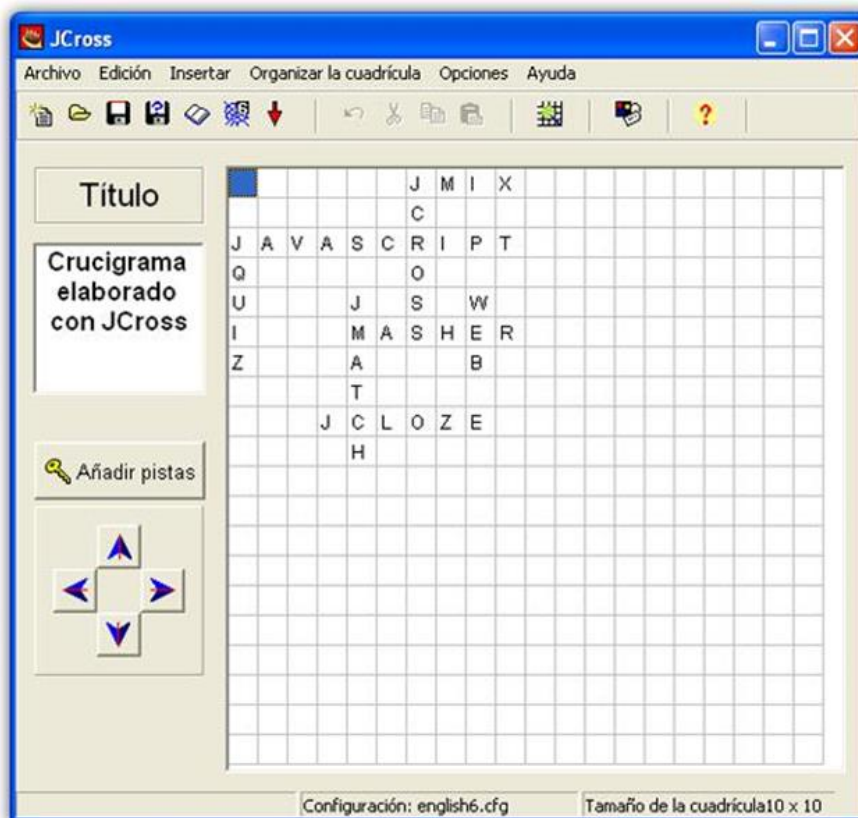 JCross
Archivo Edición Insertar Organizar la cuadrícula Opciones Ayuda
Título
Crucigrama
elaborado
con JCross
Añadir pistas
J M I X
C
J A V A S C R I P T
Q O
U J S W
I M A S H E R
Z A B
T
J C L O Z E
H
Configuración: english6.cfg
Tamaño de la cuadrícula10 x 10